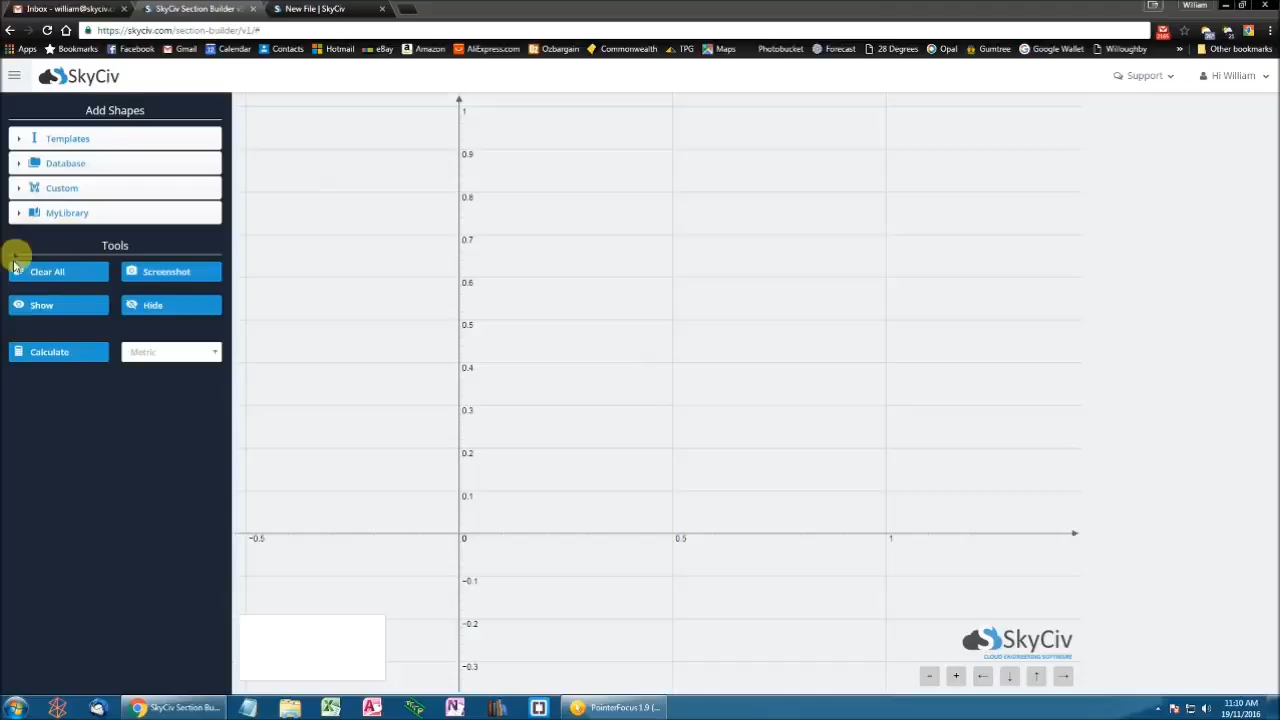 Inbox - william@skyciv.c
SkyCiv Section Builder v
New File | SkyCiv
William
https://skyciv.com/section-builder/v1/#
Apps
Bookmarks
Facebook
Gmail
Calendar
Contacts
Hotmail
eBay
Amazon
AliExpress.com
Ozbargain
Commonwealth
TPG
Maps
Photobucket
Forecast
28 Degrees
Opal
Gumtree
Google Wallet
Willoughby
»
Other bookmarks
SkyCiv
Support
Hi William
Add Shapes
Templates
Database
Custom
MyLibrary
Tools
Clear All
Screenshot
Show
Hide
Calculate
Metric
1
0.9
0.8
0.7
0.6
0.5
0.4
0.3
0.2
0.1
−0.5
0
0.5
1
−0.1
−0.2
−0.3
SkyCiv
CLOUD ENGINEERING SOFTWARE
- + ← ↓ ↑ →
SkyCiv Section Bu...
PointerFocus 1.9 (...
11:10 AM
19/11/2016